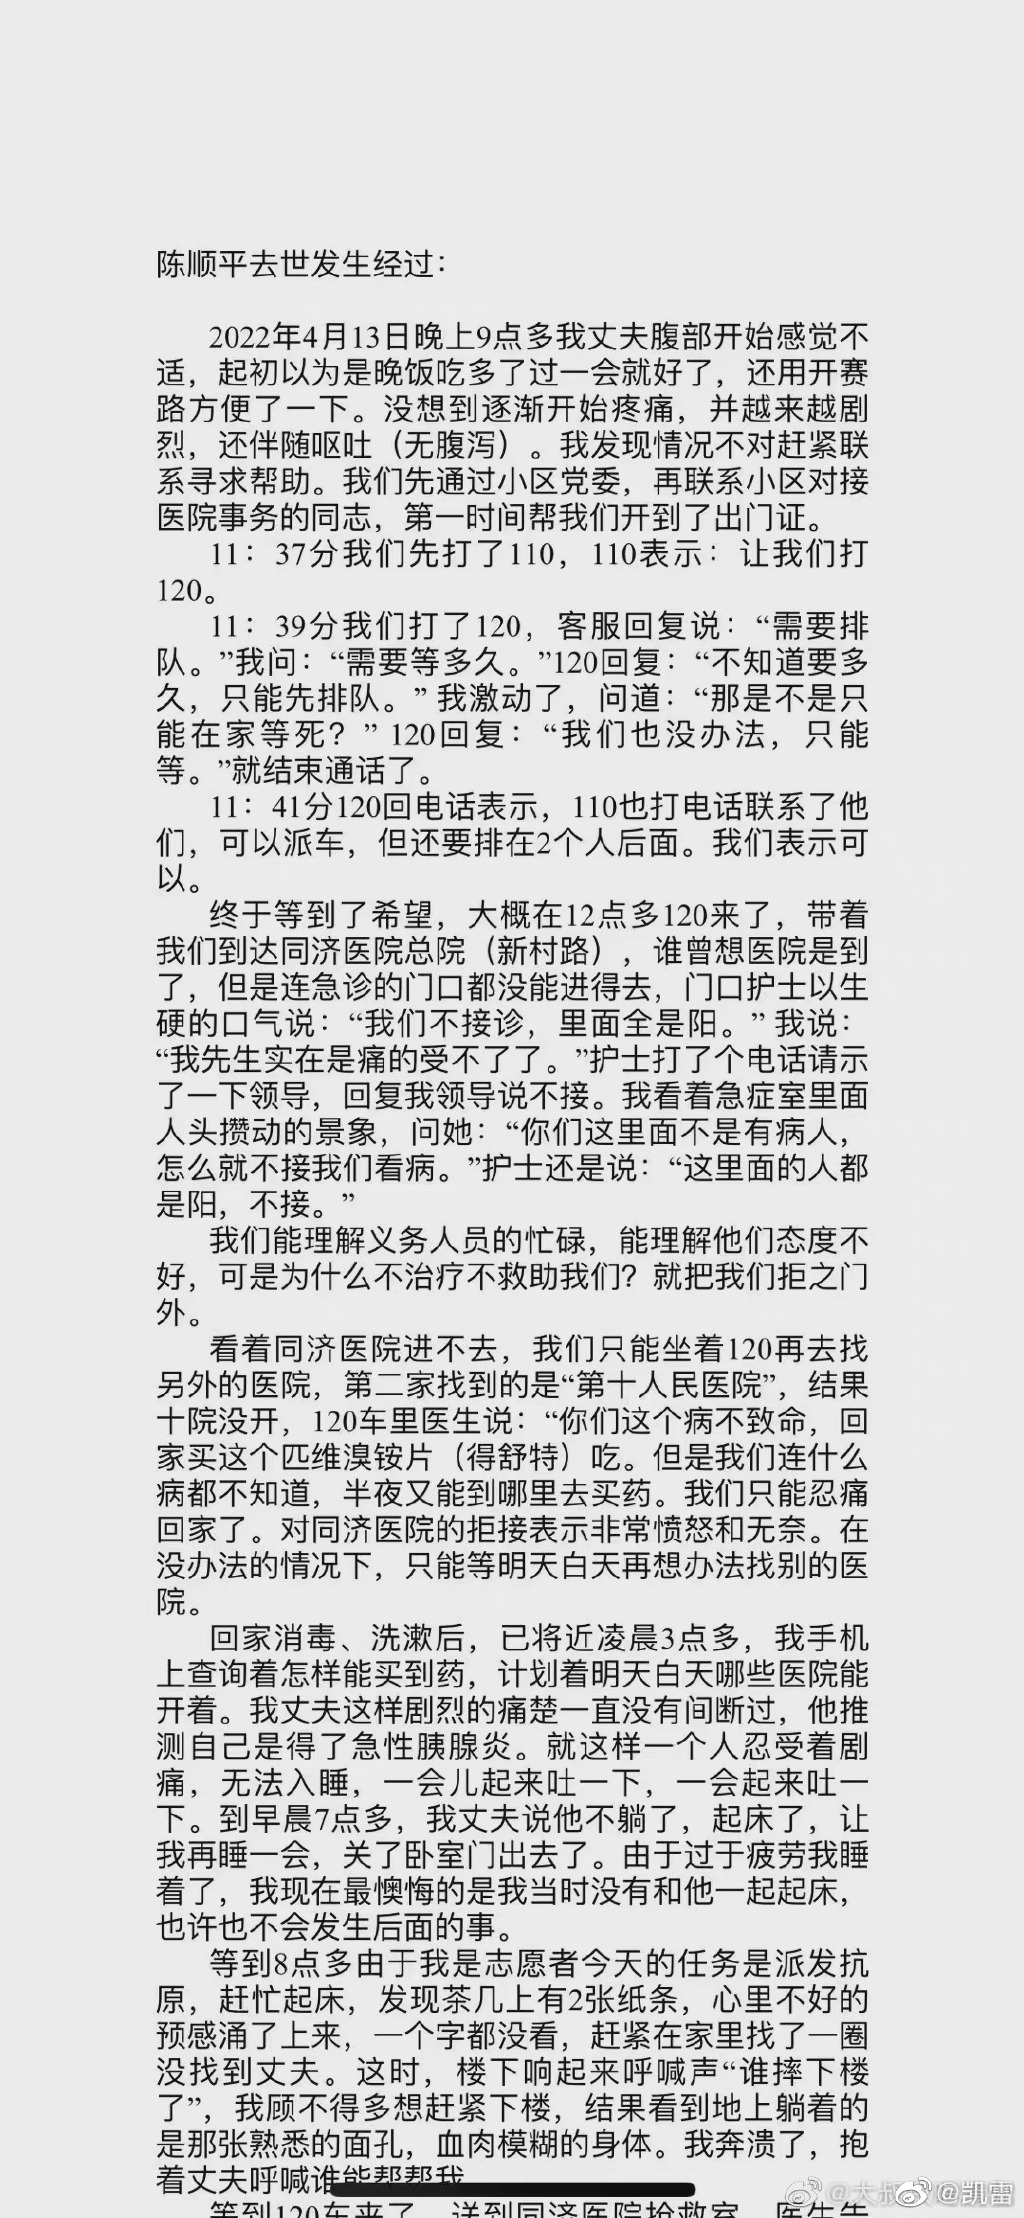 陈顺平去世发生经过：
2022年4月13日晚上9点多我丈夫腹部开始感觉不
适，起初以为是晚饭吃多了过一会就好了，还用开赛
路方便了一下。没想到逐渐开始疼痛，并越来越剧
烈，还伴随呕吐（无腹泻）。我发现情况不对赶紧联
系寻求帮助。我们先通过小区党委，再联系小区对接
医院事务的同志，第一时间帮我们开到了出门证。
11：37分我们先打了110，110表示：让我们打
120。
11：39分我们打了120，客服回复说：“需要排
队。”我问：“需要等多久。”120回复：“不知道要多
久，只能先排队。” 我激动了，问道：“那是不是只
能在家等死？” 120回复：“我们也没办法，只能
等。”就结束通话了。
11：41分120回电话表示，110也打电话联系了他
们，可以派车，但还要排在2个人后面。我们表示可
以。
终于等到了希望，大概在12点多120来了，带着
我们到达同济医院总院（新村路），谁曾想医院是到
了，但是连急诊的门口都没能进得去，门口护士以生
硬的口气说：“我们不接诊，里面全是阳。” 我说：
“我先生实在是痛的受不了了。”护士打了个电话请示
了一下领导，回复我领导说不接。我看着急症室里面
人头攒动的景象，问她：“你们这里面不是有病人，
怎么就不接我们看病。”护士还是说：“这里面的人都
是阳，不接。”
我们能理解义务人员的忙碌，能理解他们态度不
好，可是为什么不治疗不救助我们？就把我们拒之门
外。
看着同济医院进不去，我们只能坐着120再去找
另外的医院，第二家找到的是“第十人民医院”，结果
十院没开，120车里医生说：“你们这个病不致命，回
家买这个匹维溴铵片（得舒特）吃。但是我们连什么
病都不知道，半夜又能到哪里去买药。我们只能忍痛
回家了。对同济医院的拒接表示非常愤怒和无奈。在
没办法的情况下，只能等明天白天再想办法找别的医
院。
回家消毒、洗漱后，已将近凌晨3点多，我手机
上查询着怎样能买到药，计划着明天白天哪些医院能
开着。我丈夫这样剧烈的痛楚一直没有间断过，他推
测自己是得了急性胰腺炎。就这样一个人忍受着剧
痛，无法入睡，一会儿起来吐一下，一会起来吐一
下。到早晨7点多，我丈夫说他不躺了，起床了，让
我再睡一会，关了卧室门出去了。由于过于疲劳我睡
着了，我现在最懊悔的是我当时没有和他一起起床，
也许也不会发生后面的事。
等到8点多由于我是志愿者今天的任务是派发抗
原，赶忙起床，发现茶几上有2张纸条，心里不好的
预感涌了上来，一个字都没看，赶紧在家里找了一圈
没找到丈夫。这时，楼下响起来呼喊声“谁摔下楼
了”，我顾不得多想赶紧下楼，结果看到地上躺着的
是那张熟悉的面孔，血肉模糊的身体。我奔溃了，抱
着丈夫呼喊谁能帮帮我
等到120车来了，送到同济医院抢救室，医生告
@大叔
@凯雷